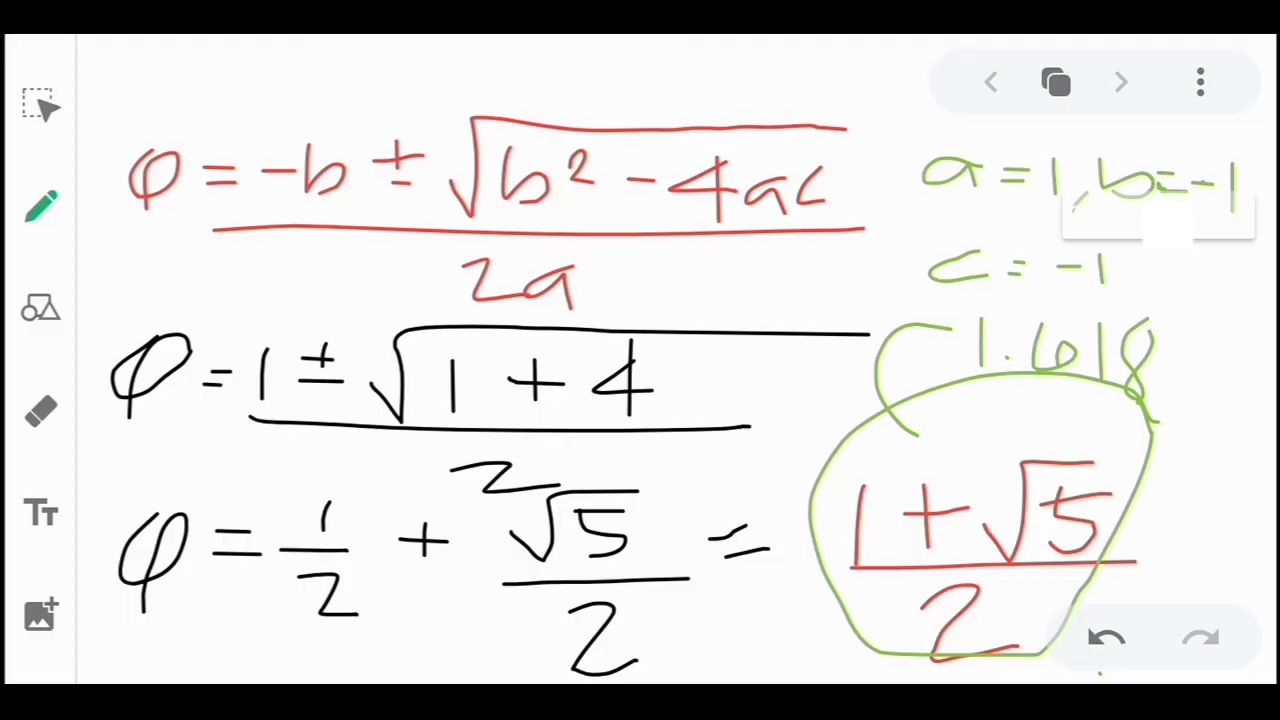 φ = -b ± √b² - 4ac
2a
a = 1, b = -1
c = -1
φ = 1 ± √1 + 4
2
1.618
φ = 1/2 + √5/2 = 1 + √5
2
TT